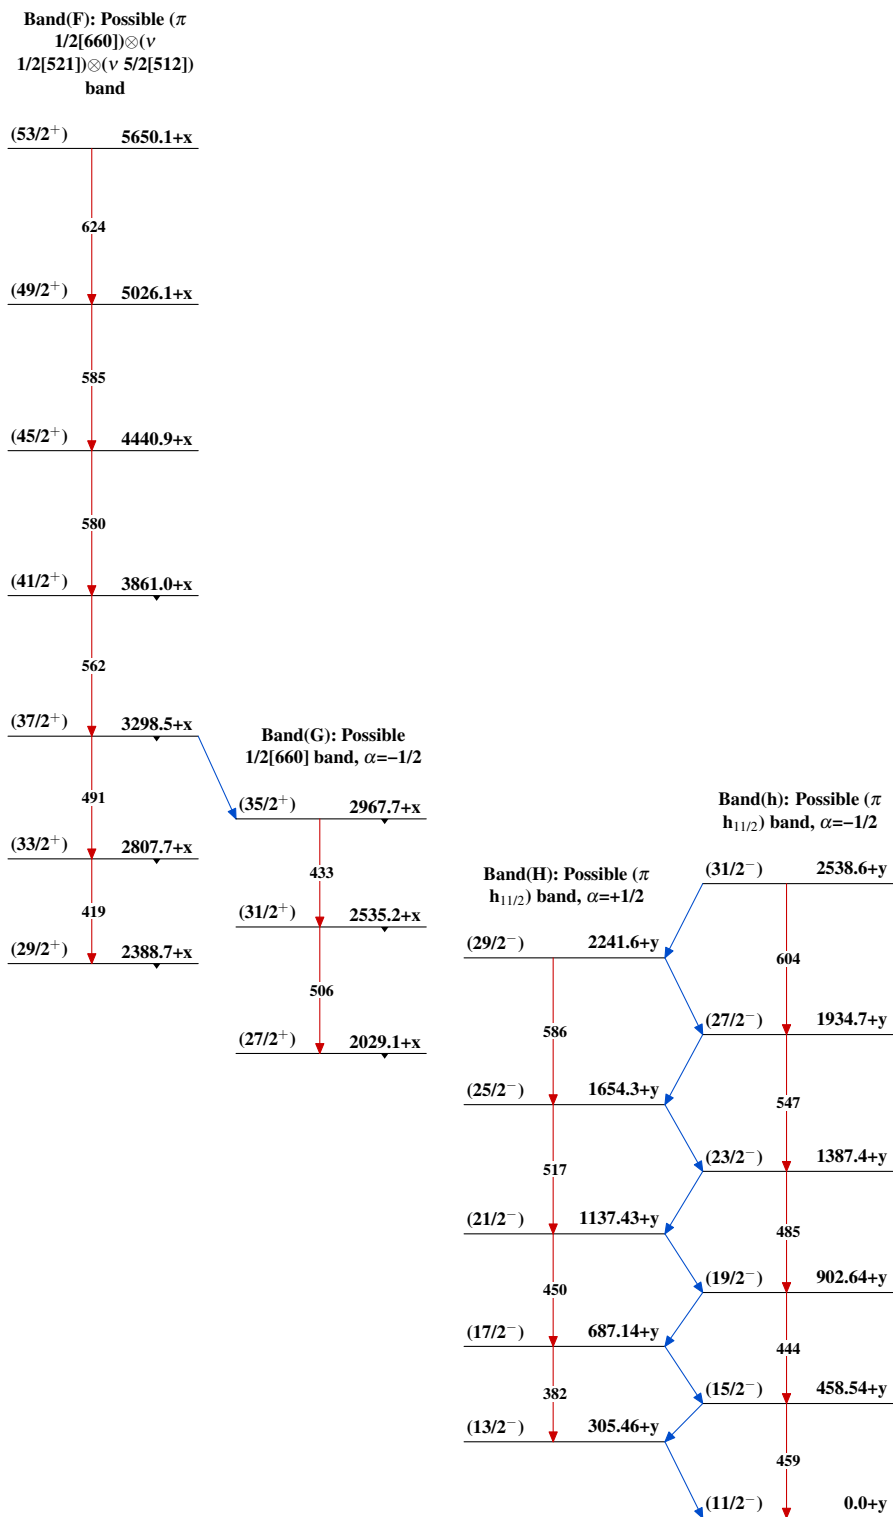 Band(F): Possible (π
1/2[660])⊗(ν
1/2[521])⊗(ν 5/2[512])
band
(53/2⁺) 5650.1+x
624
(49/2⁺) 5026.1+x
585
(45/2⁺) 4440.9+x
580
(41/2⁺) 3861.0+x
562
(37/2⁺) 3298.5+x
491
(33/2⁺) 2807.7+x
419
(29/2⁺) 2388.7+x
Band(G): Possible
1/2[660] band, α=−1/2
(35/2⁺) 2967.7+x
433
(31/2⁺) 2535.2+x
506
(27/2⁺) 2029.1+x
Band(H): Possible (π
h₁₁/₂) band, α=+1/2
(29/2⁻) 2241.6+y
586
(25/2⁻) 1654.3+y
517
(21/2⁻) 1137.43+y
450
(17/2⁻) 687.14+y
382
(13/2⁻) 305.46+y
Band(h): Possible (π
h₁₁/₂) band, α=−1/2
(31/2⁻) 2538.6+y
604
(27/2⁻) 1934.7+y
547
(23/2⁻) 1387.4+y
485
(19/2⁻) 902.64+y
444
(15/2⁻) 458.54+y
459
(11/2⁻) 0.0+y